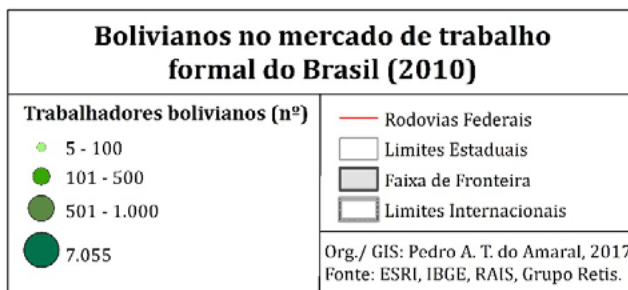 Bolivianos no mercado de trabalho
formal do Brasil (2010)
Trabalhadores bolivianos (nº)
5 - 100
101 - 500
501 - 1.000
7.055
Rodovias Federais
Limites Estaduais
Faixa de Fronteira
Limites Internacionais
Org./ GIS: Pedro A. T. do Amaral, 2017
Fonte: ESRI, IBGE, RAIS, Grupo Retis.